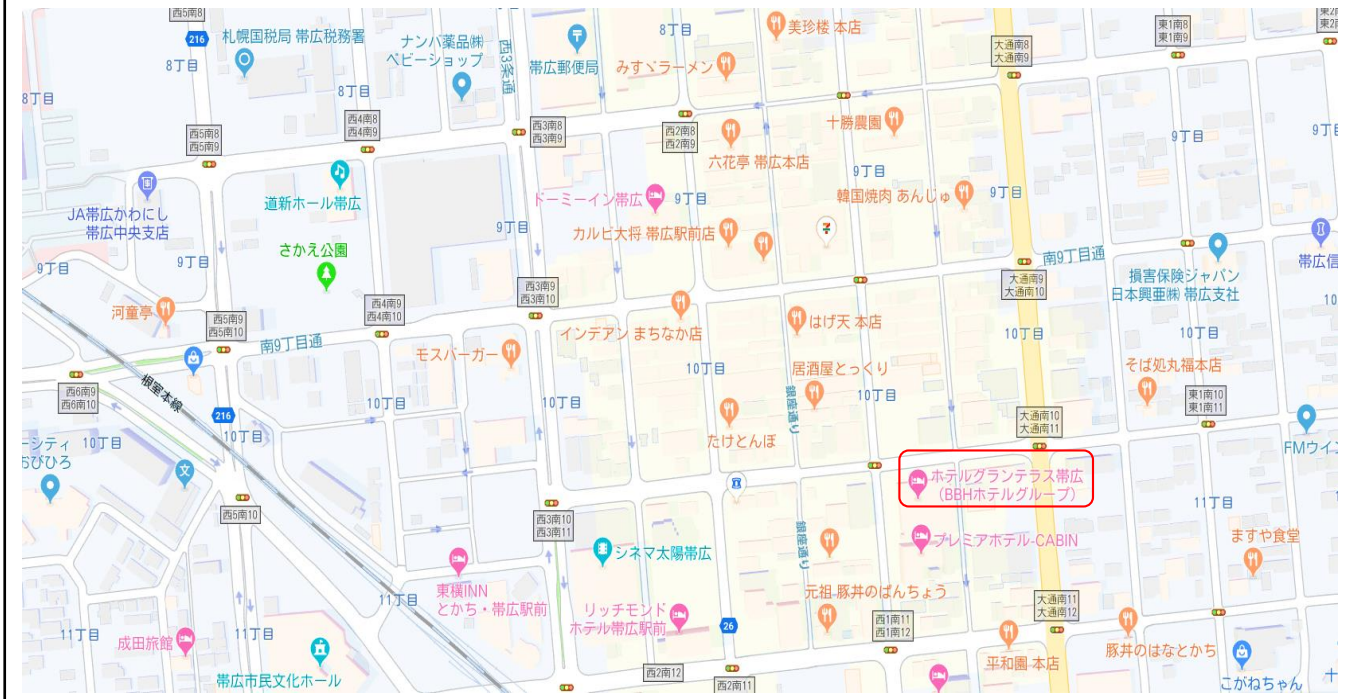 西5南8
216
札幌国税局 帯広税務署
8丁目
ナンバ薬品㈱
ベビーショップ
西3条通
帯広郵便局
8丁目
みすゞラーメン
美珍楼 本店
大通南8
大通南9
東1南8
東1南9
8丁目
8丁目
西5南8
西5南9
西4南8
西4南9
西3南8
西3南9
西2南8
西2南9
十勝農園
9丁目
JA帯広かわにし
帯広中央支店
道新ホール帯広
六花亭 帯広本店
9丁目
ドーミーイン帯広
9丁目
韓国焼肉 あんじゅ
9丁目
9丁目
カルビ大将 帯広駅前店
さかえ公園
9丁目
9丁目
南9丁目通
損害保険ジャパン
日本興亜㈱ 帯広支社
帯広信
大通南9
大通南10
西3南9
西3南10
西4南9
西4南10
河童亭
西5南9
西5南10
南9丁目通
モスバーガー
インデアン まちなか店
はげ天 本店
10丁目
10丁目
10
根室本線
西6南9
西6南10
216
10丁目
10丁目
10丁目
居酒屋とっくり
10丁目
銀座通り
そば処丸福本店
東1南10
東1南11
大通南10
大通南11
10丁目
10丁目
たけとんぼ
FMウイン
ーシティ
おびひろ
西5南10
ホテルグランテラス帯広
(BBHホテルグループ)
11丁目
西3南10
西3南11
シネマ太陽帯広
銀座通り
プレミアホテル-CABIN
ますや食堂
東横INN
とかち・帯広駅前
11丁目
リッチモンド
ホテル帯広駅前
元祖 豚丼のぱんちょう
大通南11
大通南12
西1南11
西1南12
26
11丁目
成田旅館
11丁目
帯広市民文化ホール
西2南12
西2南11
平和園 本店
豚丼のはなとかち
こがねちゃん